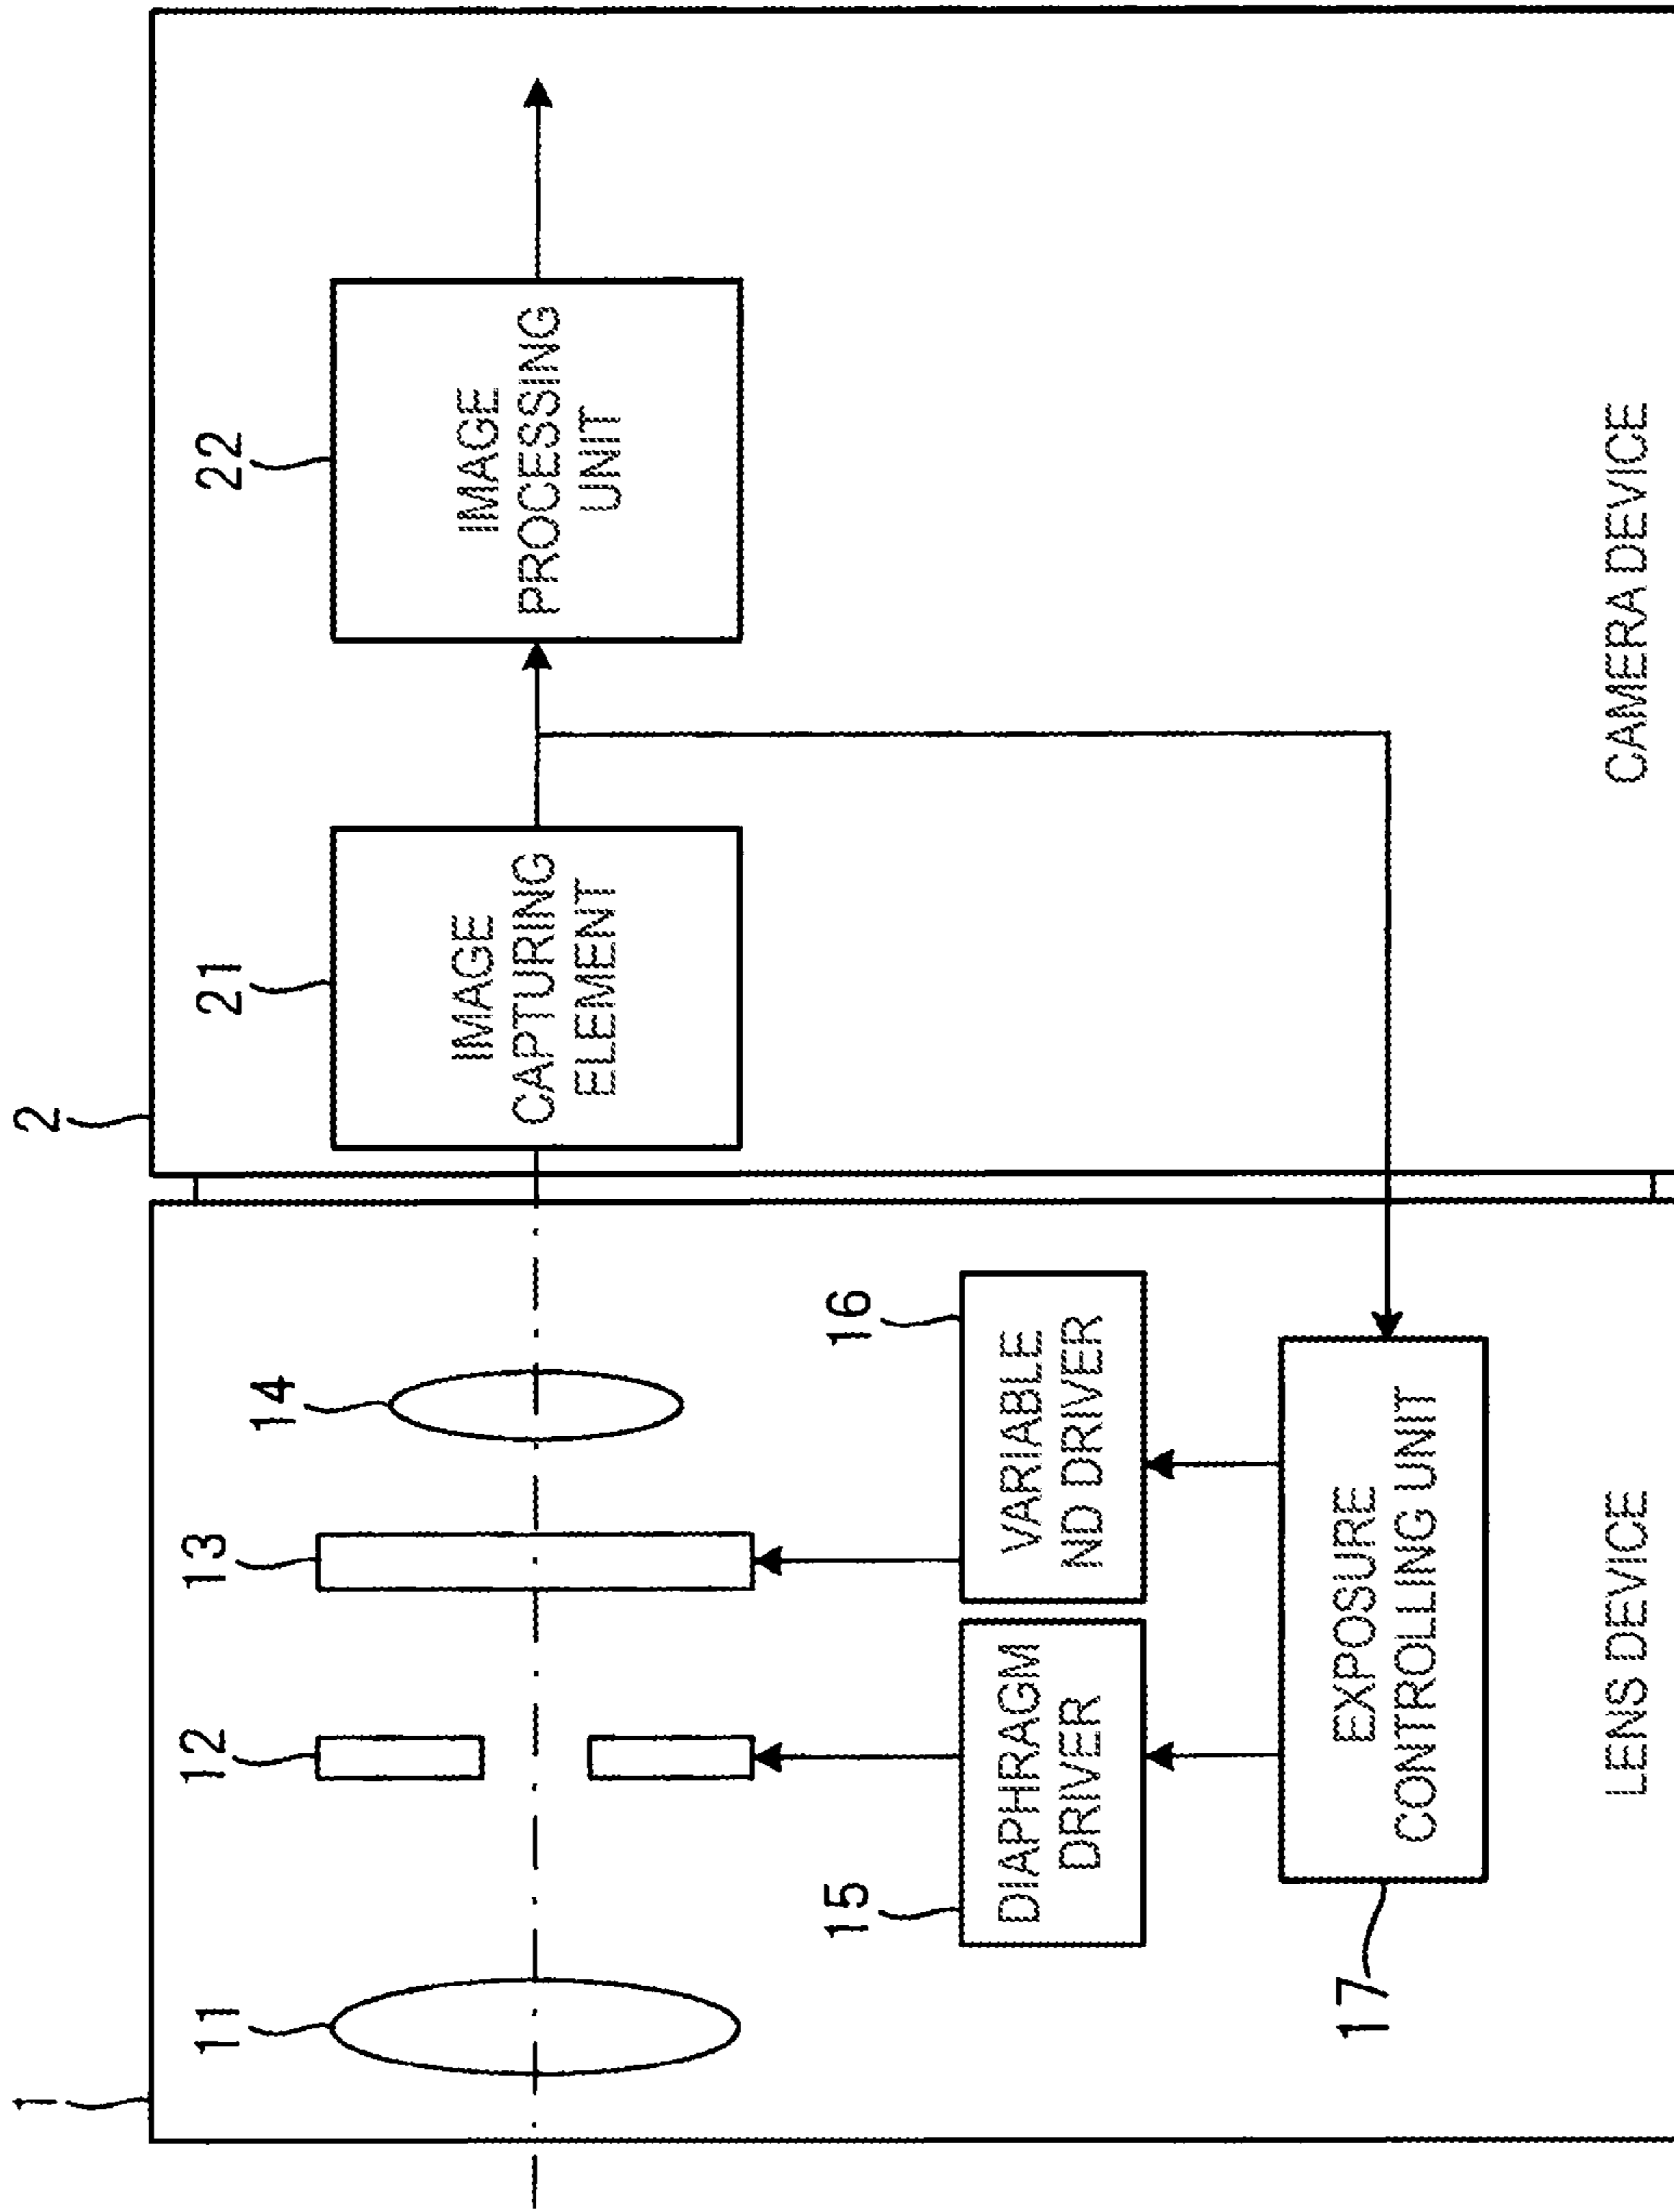 1
2
11
12
13
14
21
22
IMAGE
CAPTURING
ELEMENT
IMAGE
PROCESSING
UNIT
15
16
DIAPHRAGM
DRIVER
VARIABLE
ND DRIVER
EXPOSURE
CONTROLLING UNIT
17
LENS DEVICE
CAMERA DEVICE